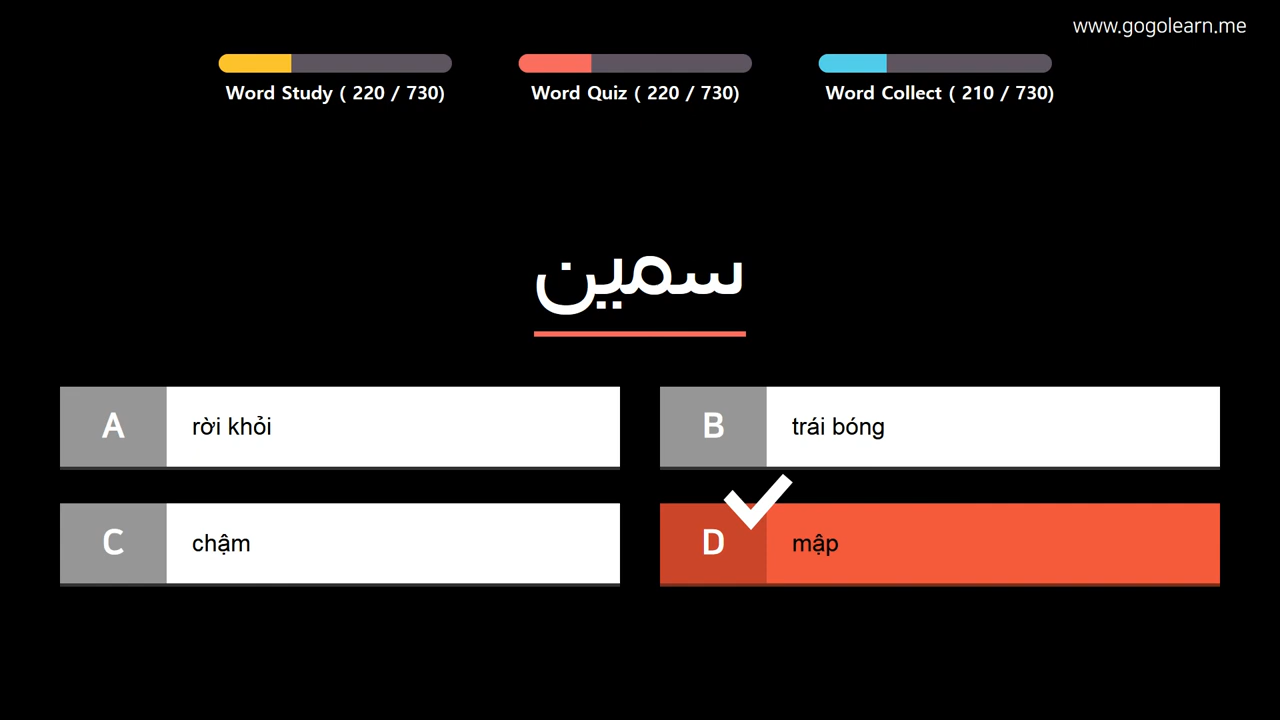 www.gogolearn.me
Word Study ( 220 / 730)
Word Quiz ( 220 / 730)
Word Collect ( 210 / 730)
سمين
A
rời khỏi
B
trái bóng
C
chậm
D
mập